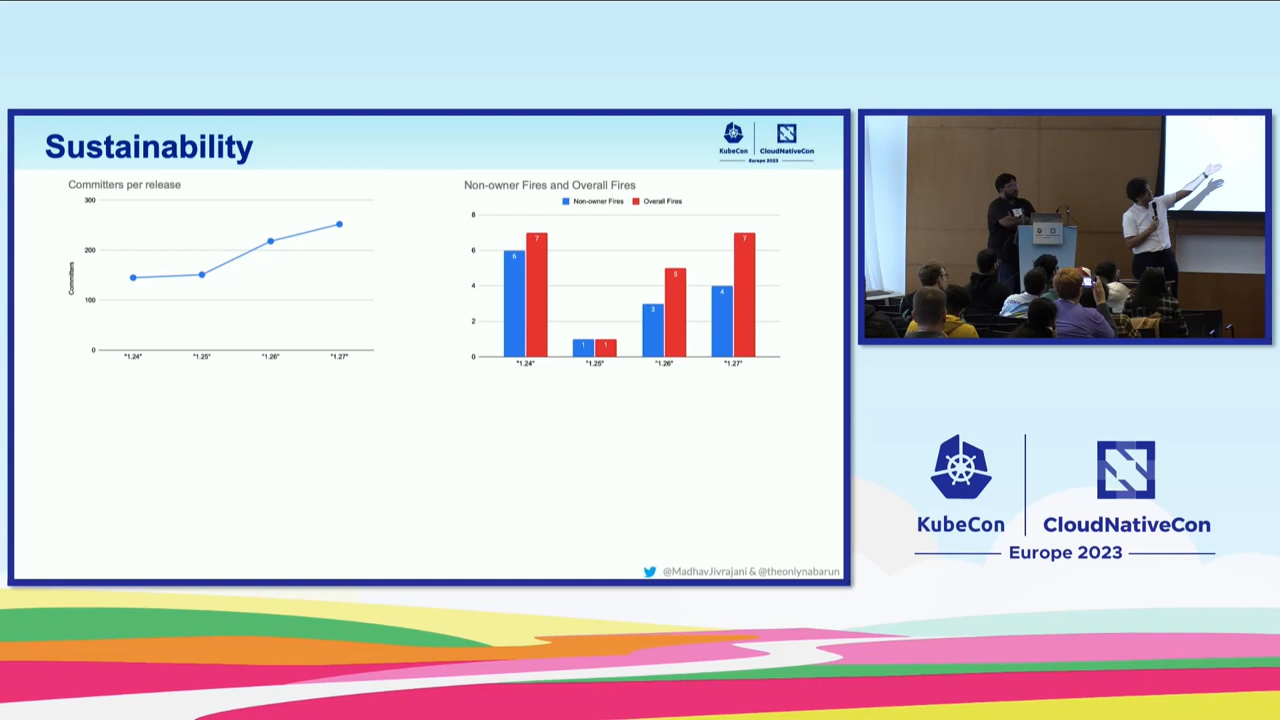 Sustainability
KubeCon
CloudNativeCon
Europe 2023
Committers per release
300
200
100
0
Committers
"1.24"
"1.25"
"1.26"
"1.27"
Non-owner Fires and Overall Fires
Non-owner Fires
Overall Fires
8
6
4
2
0
6
7
1
1
3
5
4
7
"1.24"
"1.25"
"1.26"
"1.27"
@MadhavJivrajani & @theonlynabarun
KubeCon
CloudNativeCon
Europe 2023